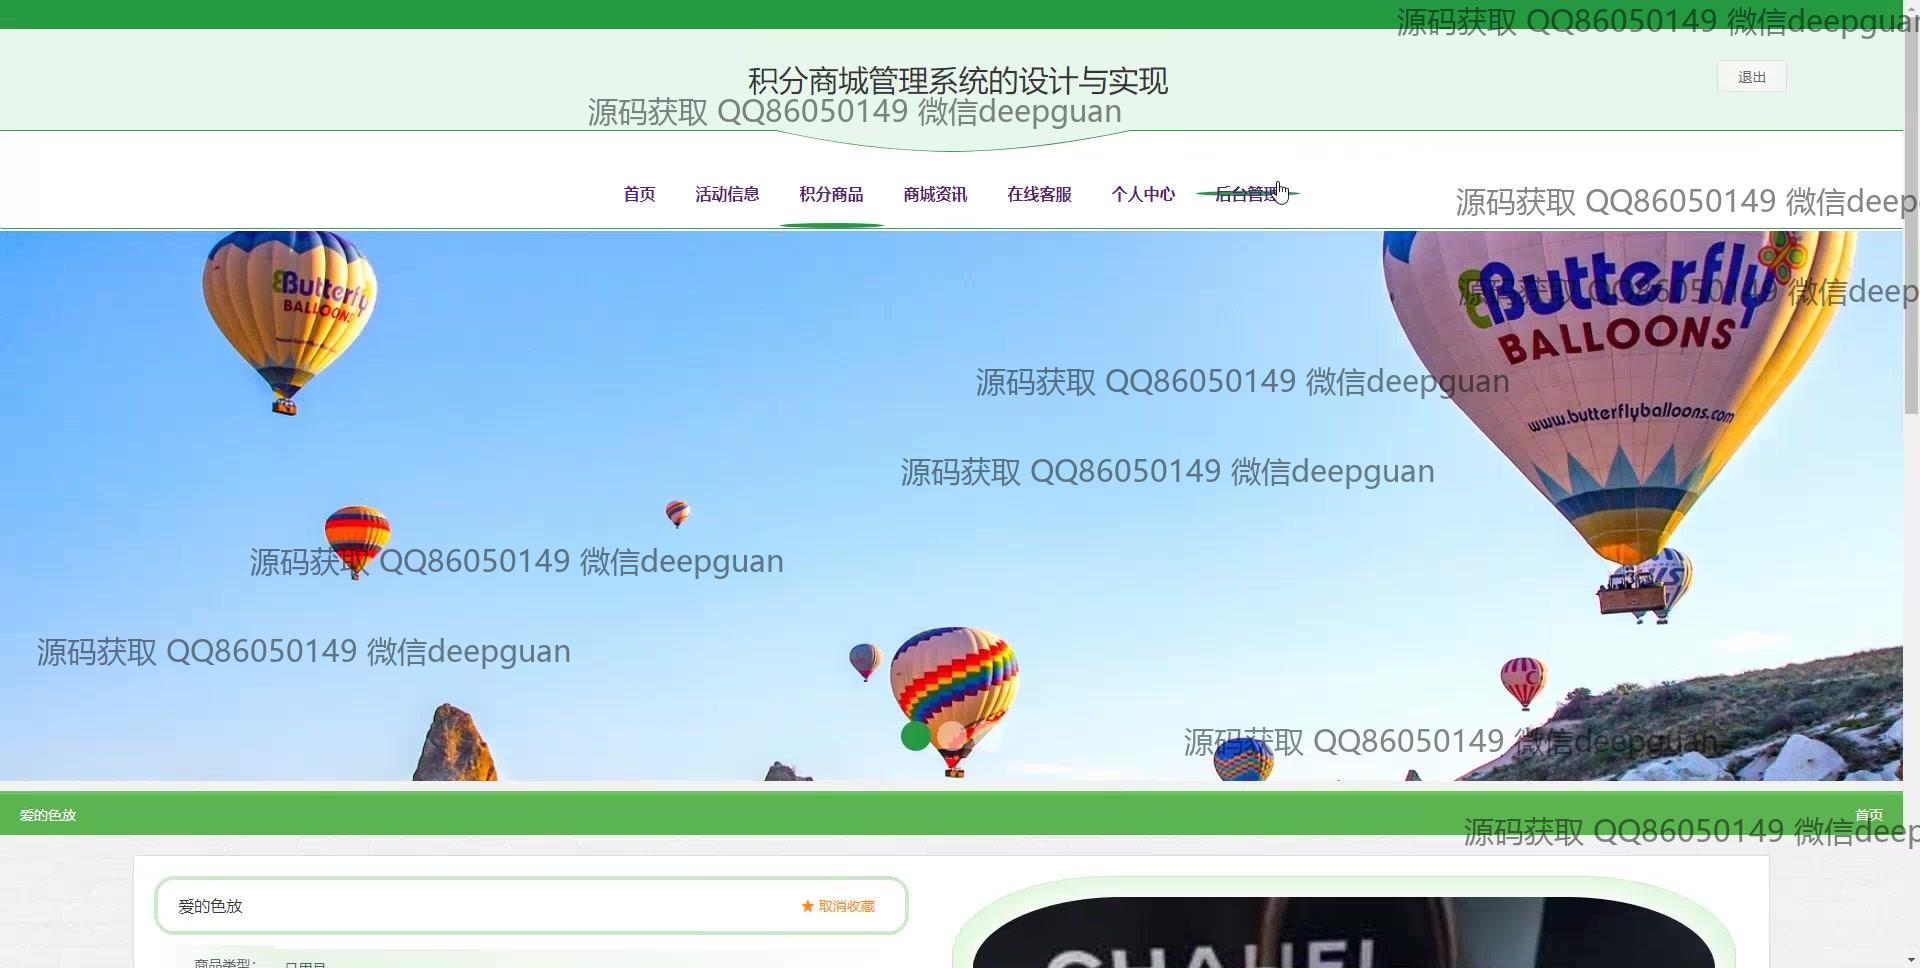 源码获取 QQ86050149 微信deepguan
积分商城管理系统的设计与实现
退出
源码获取 QQ86050149 微信deepguan
首页 活动信息 积分商品 商城资讯 在线客服 个人中心 后台管理
源码获取 QQ86050149 微信deep
Butterfly
BALLOONS
Butterfly
BALLOONS
源码获取 QQ86050149 微信deep
源码获取 QQ86050149 微信deepguan
www.butterflyballoons.com
源码获取 QQ86050149 微信deepguan
源码获取 QQ86050149 微信deepguan
源码获取 QQ86050149 微信deepguan
源码获取 QQ86050149 微信deepguan
爱的色放
首页
源码获取 QQ86050149 微信deep
爱的色放
取消收藏
商品类型：
日用品
CHANEL